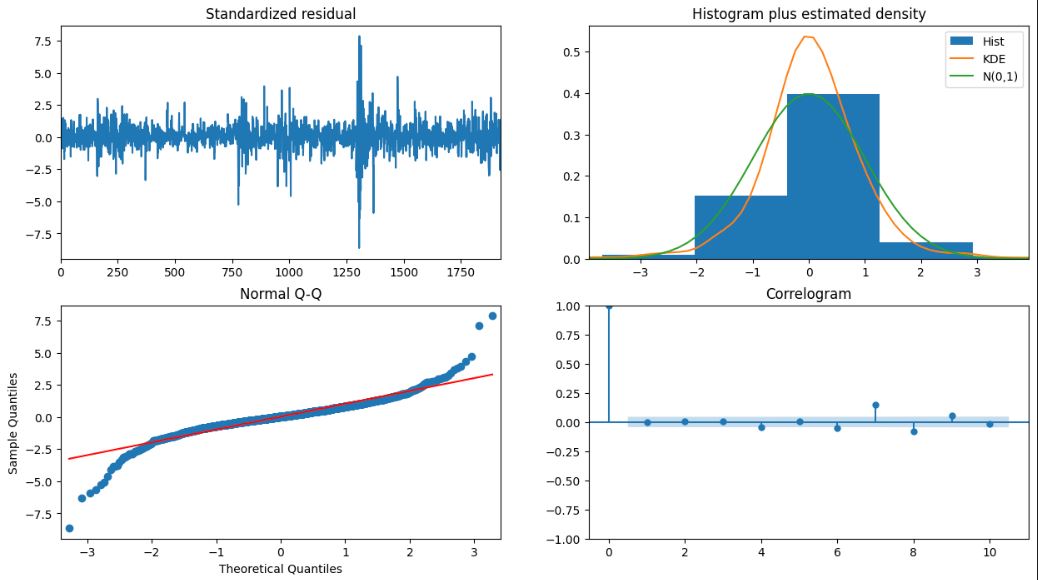 Standardized residual
7.5
5.0
2.5
0.0
−2.5
−5.0
−7.5
0 250 500 750 1000 1250 1500 1750
Histogram plus estimated density
0.5
0.4
0.3
0.2
0.1
0.0
Hist
KDE
N(0,1)
−3 −2 −1 0 1 2 3
Normal Q-Q
Sample Quantiles
7.5
5.0
2.5
0.0
−2.5
−5.0
−7.5
−3 −2 −1 0 1 2 3
Theoretical Quantiles
Correlogram
1.00
0.75
0.50
0.25
0.00
−0.25
−0.50
−0.75
−1.00
0 2 4 6 8 10